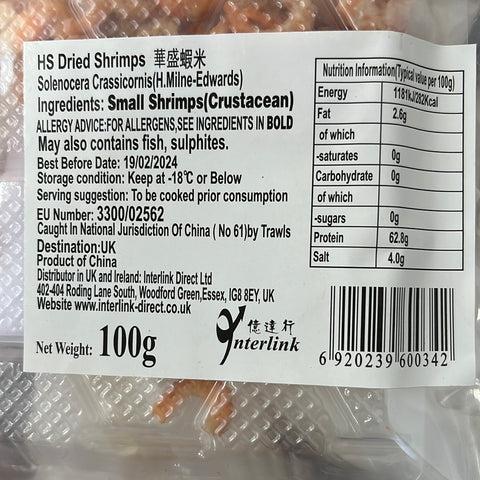 HS Dried Shrimps 華盛蝦米
Solenocera Crassicornis(H.Milne-Edwards)
Ingredients: Small Shrimps(Crustacean)
ALLERGY ADVICE:FOR ALLERGENS,SEE INGREDIENTS IN BOLD
May also contains fish, sulphites.
Best Before Date: 19/02/2024
Storage condition: Keep at -18℃ or Below
Serving suggestion: To be cooked prior consumption
EU Number: 3300/02562
Caught In National Jurisdiction Of China ( No 61)by Trawls
Destination:UK
Product of China
Distributor in UK and Ireland: Interlink Direct Ltd
402-404 Roding Lane South, Woodford Green,Essex, IG8 8EY, UK
Website www.interlink-direct.co.uk
Net Weight: 100g
億達行
Interlink
Nutrition Information(Typical value per 100g)
Energy 1181kJ/282Kcal
Fat 2.6g
of which
-saturates 0g
Carbohydrate 0g
of which
-sugars 0g
Protein 62.8g
Salt 4.0g
6 920239 600342